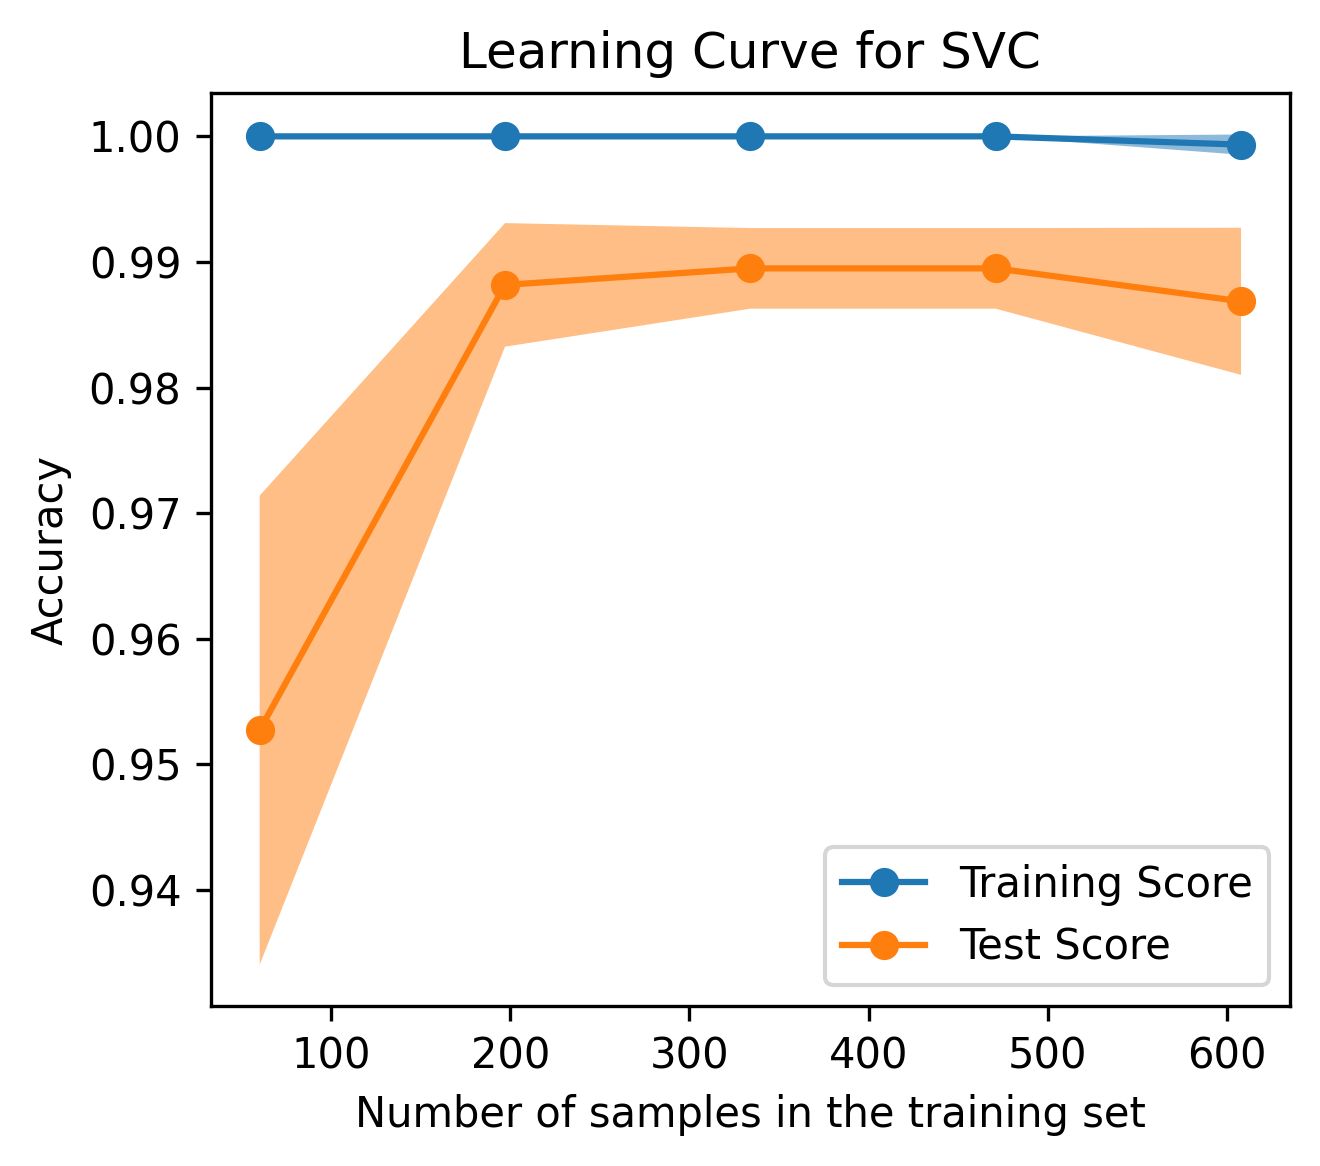 Learning Curve for SVC
1.00
0.99
0.98
0.97
0.96
0.95
0.94
Accuracy
Training Score
Test Score
100 200 300 400 500 600
Number of samples in the training set